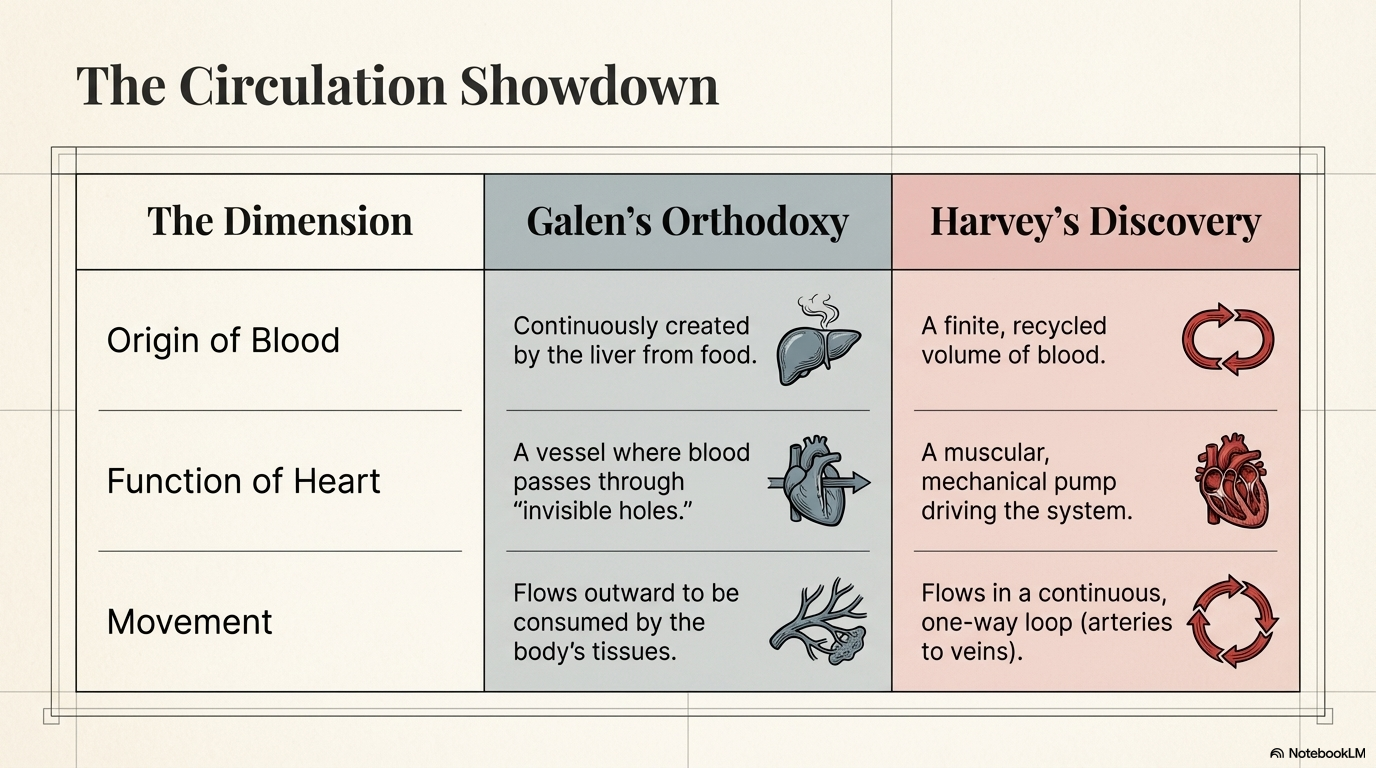 The Circulation Showdown
The Dimension
Galen’s Orthodoxy
Harvey’s Discovery
Origin of Blood
Continuously created
by the liver from food.
A finite, recycled
volume of blood.
Function of Heart
A vessel where blood
passes through
“invisible holes.”
A muscular,
mechanical pump
driving the system.
Movement
Flows outward to be
consumed by the
body’s tissues.
Flows in a continuous,
one-way loop (arteries
to veins).
NotebookLM